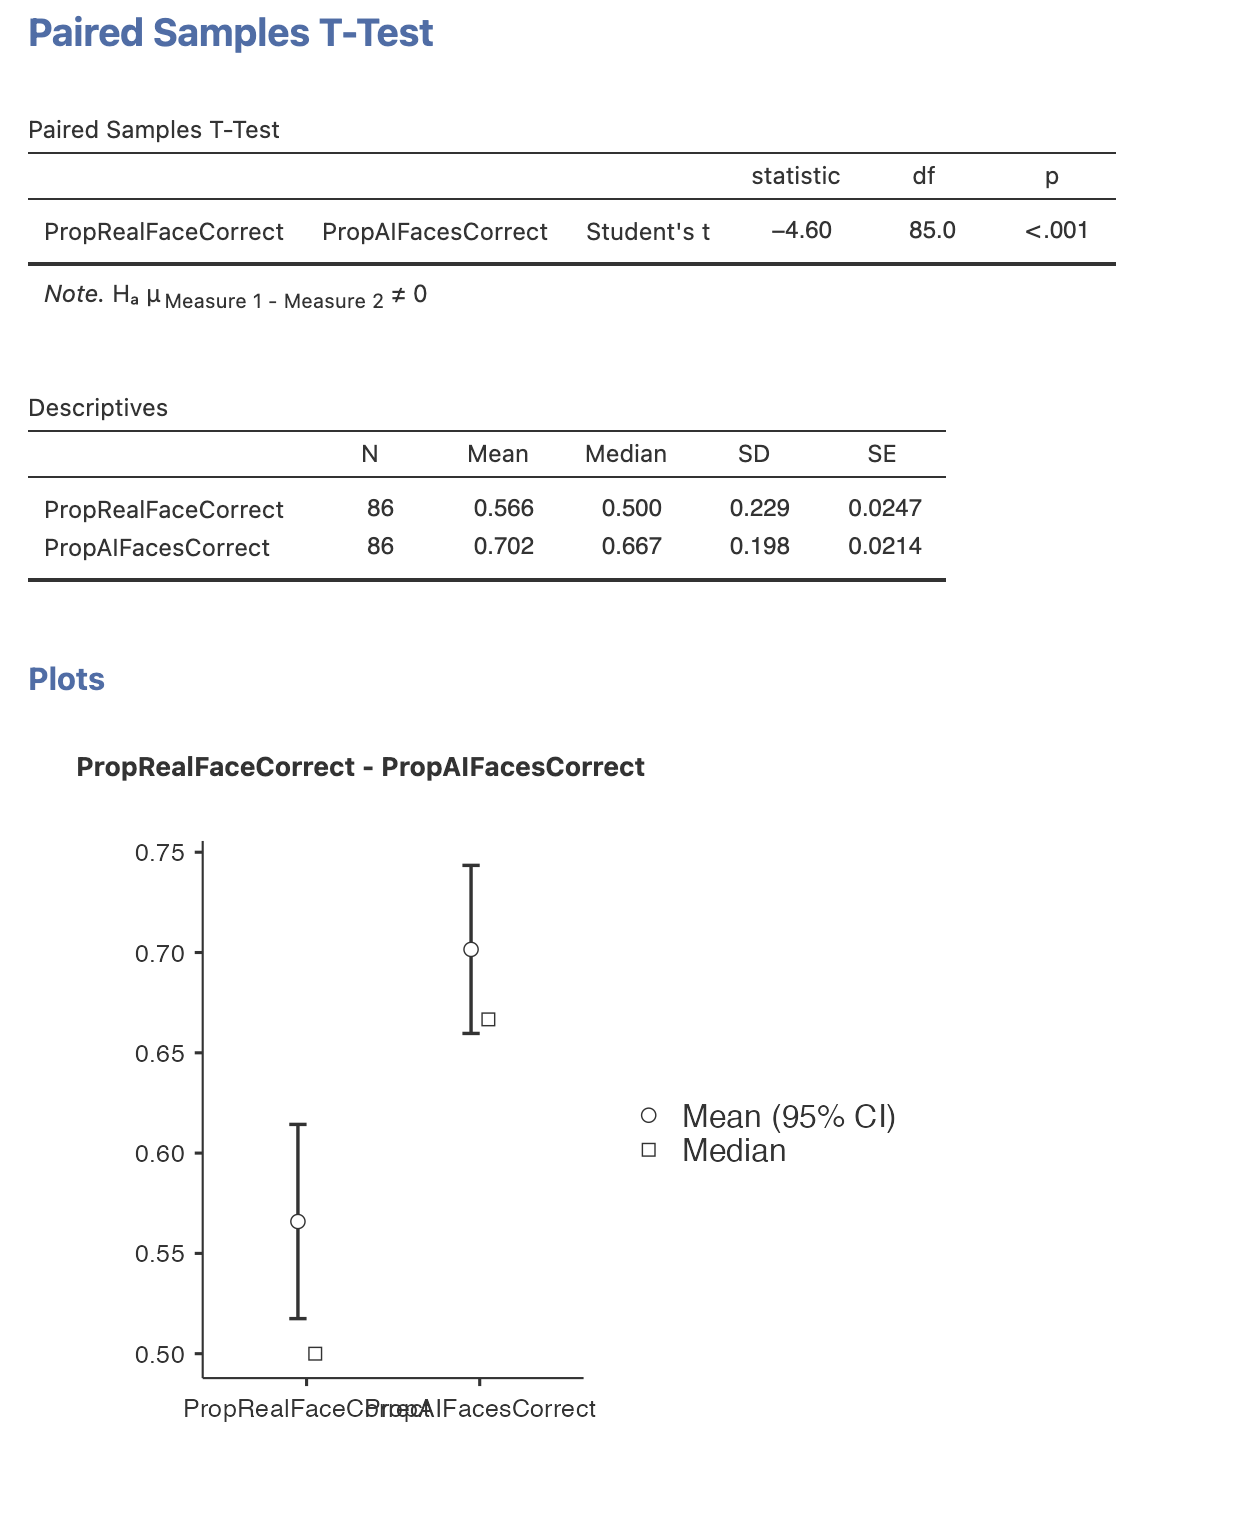 Paired Samples T-Test
Paired Samples T-Test
statistic df p
PropRealFaceCorrect PropAIFacesCorrect Student's t −4.60 85.0 <.001
Note. Hₐ μ Measure 1 - Measure 2 ≠ 0
Descriptives
N Mean Median SD SE
PropRealFaceCorrect 86 0.566 0.500 0.229 0.0247
PropAIFacesCorrect 86 0.702 0.667 0.198 0.0214
Plots
PropRealFaceCorrect - PropAIFacesCorrect
0.75
0.70
0.65
0.60
0.55
0.50
Mean (95% CI)
Median
PropRealFaceCorrect PropAIFacesCorrect